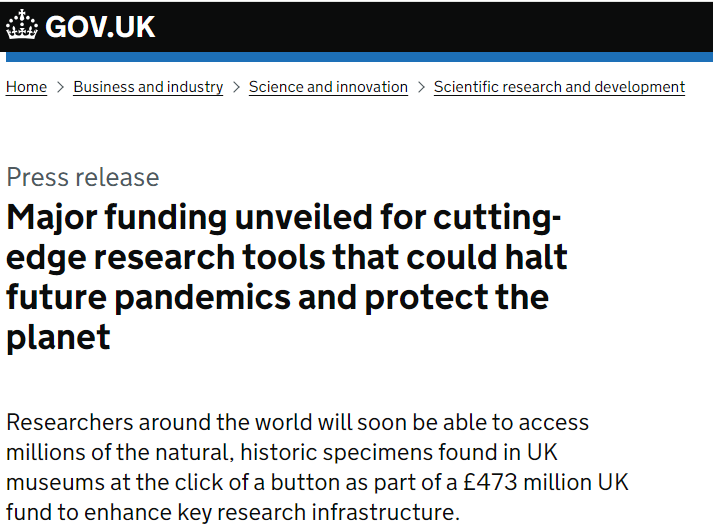 GOV.UK
Home > Business and industry > Science and innovation > Scientific research and development
Press release
Major funding unveiled for cutting-
edge research tools that could halt
future pandemics and protect the
planet
Researchers around the world will soon be able to access
millions of the natural, historic specimens found in UK
museums at the click of a button as part of a £473 million UK
fund to enhance key research infrastructure.